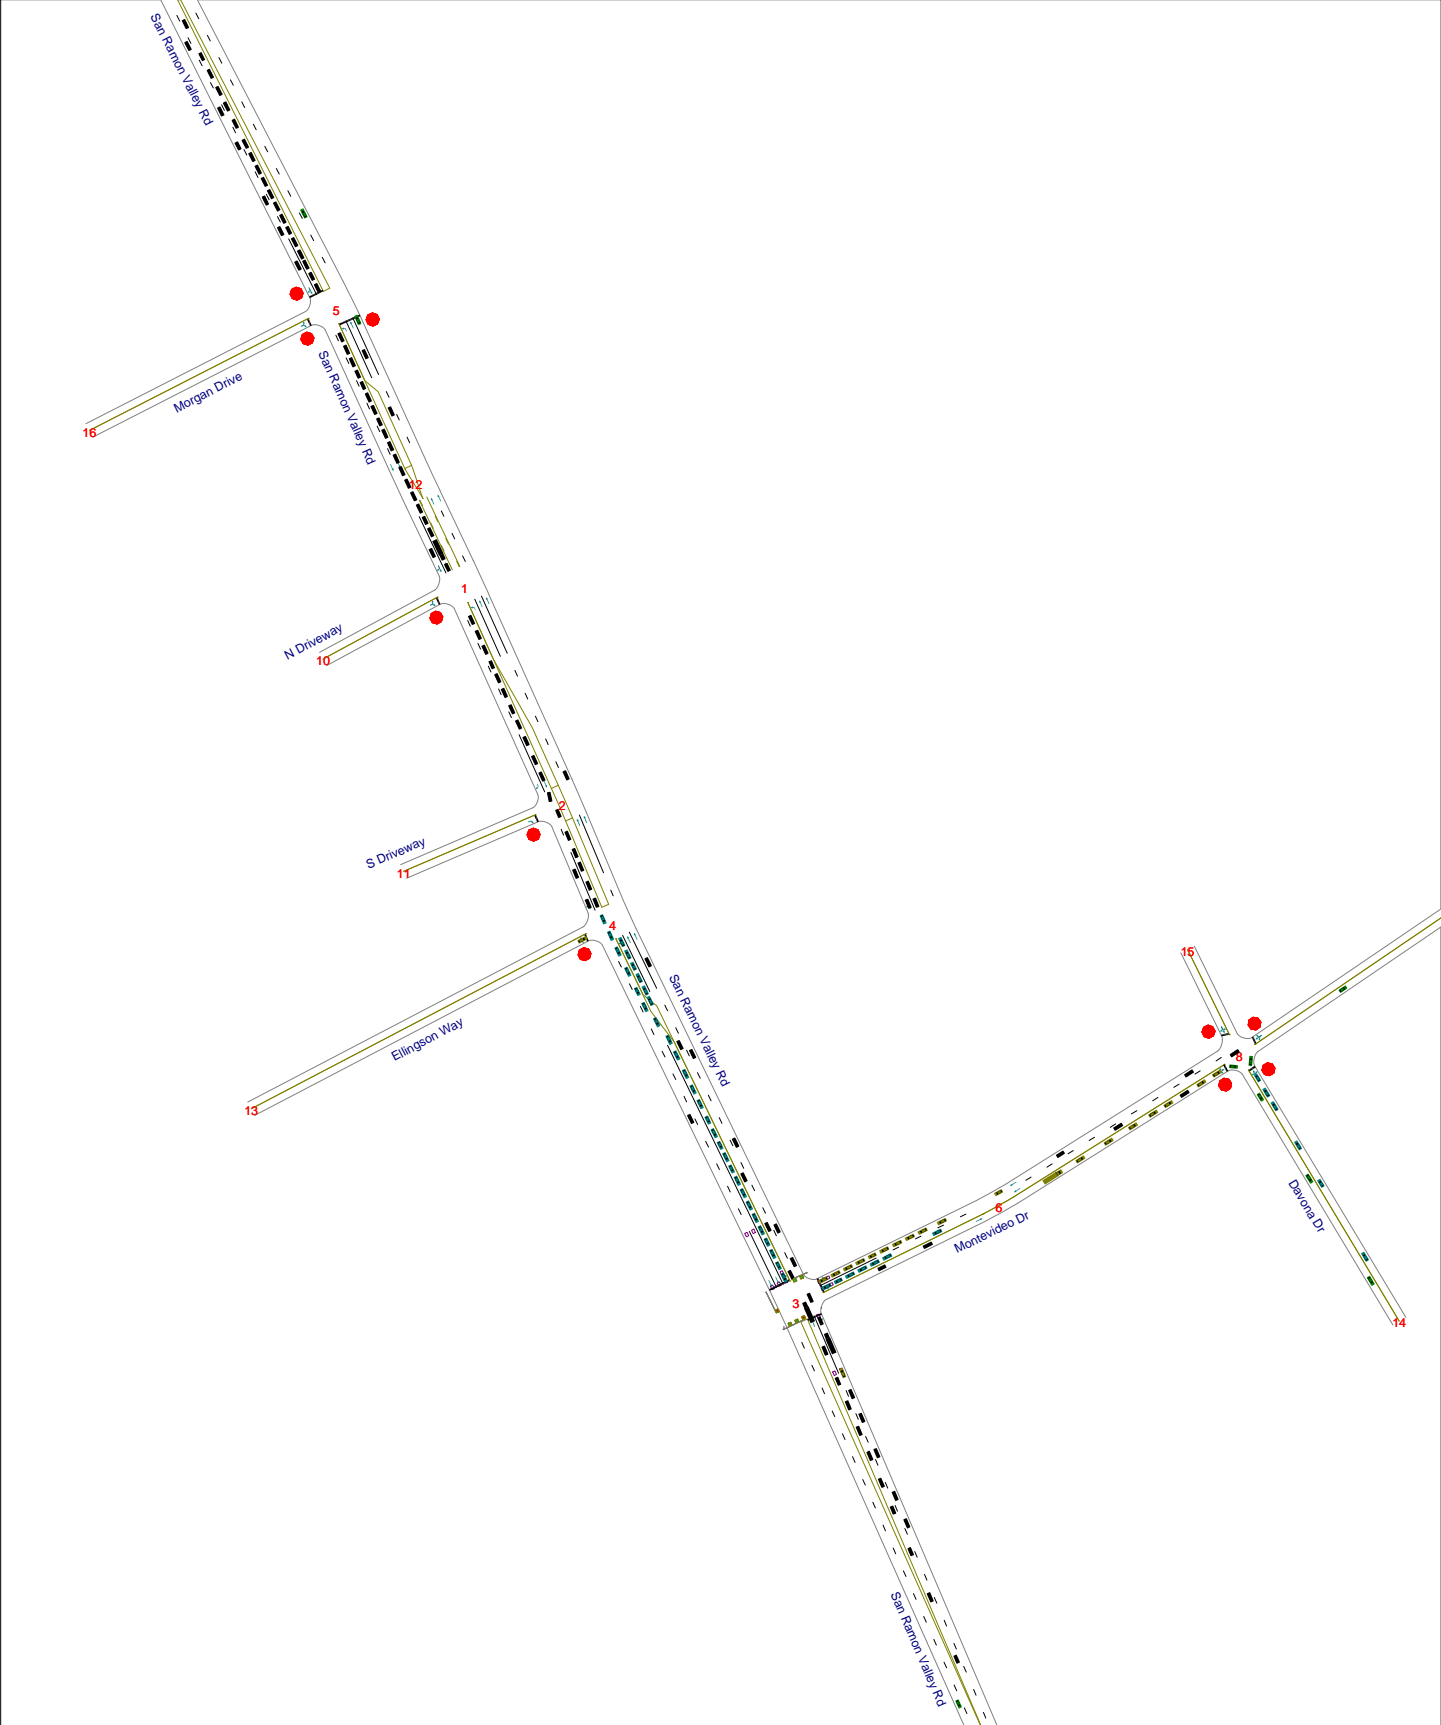 San Ramon Valley Rd
5
Morgan Drive
San Ramon Valley Rd
16
12
1
N Driveway
10
2
S Driveway
11
4
15
San Ramon Valley Rd
Ellingson Way
8
13
Davona Dr
6
Montevideo Dr
3
14
San Ramon Valley Rd